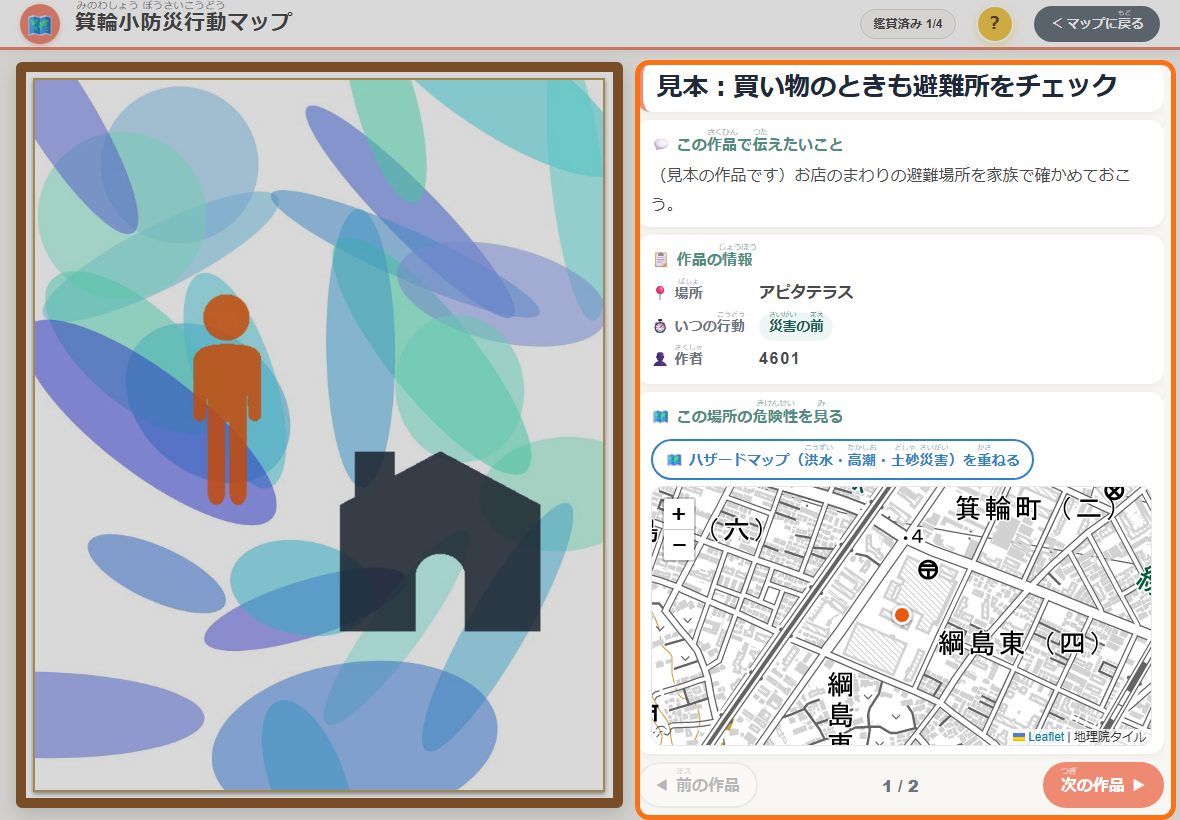 みのわしょう ぼうさいこうどう
箕輪小防災行動マップ
鑑賞済み 1/4
?
もど
< マップに戻る
見本：買い物のときも避難所をチェック
さくひん つた
この作品で伝えたいこと
（見本の作品です）お店のまわりの避難場所を家族で確かめておこ
う。
じょうほう
作品の情報
ばしょ
場所 アピタテラス
こうどう さいがい まえ
いつの行動 災害の前
さくしゃ
作者 4601
きけんせい み
この場所の危険性を見る
こうずい たかしお どしゃ さいがい かさ
ハザードマップ（洪水・高潮・土砂災害）を重ねる
+
−
箕輪町（二）
（六）
·4
綱島東（四）
綱島東
Leaflet | 地理院タイル
まえ
◀ 前の作品
1 / 2
つぎ
次の作品 ▶